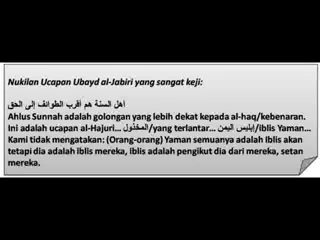 Nukilan Ucapan Ubayd al-Jabiri yang sangat keji:
أهل السنة هم أقرب الطوائف إلى الحق
Ahlus Sunnah adalah golongan yang lebih dekat kepada al-haq/kebenaran.
Ini adalah ucapan al-Hajuri... المخذول/yang terlantar... إبليس اليمن/iblis Yaman...
Kami tidak mengatakan: (Orang-orang) Yaman semuanya adalah Iblis akan
tetapi dia adalah iblis mereka, iblis adalah pengikut dia dari mereka, setan
mereka.